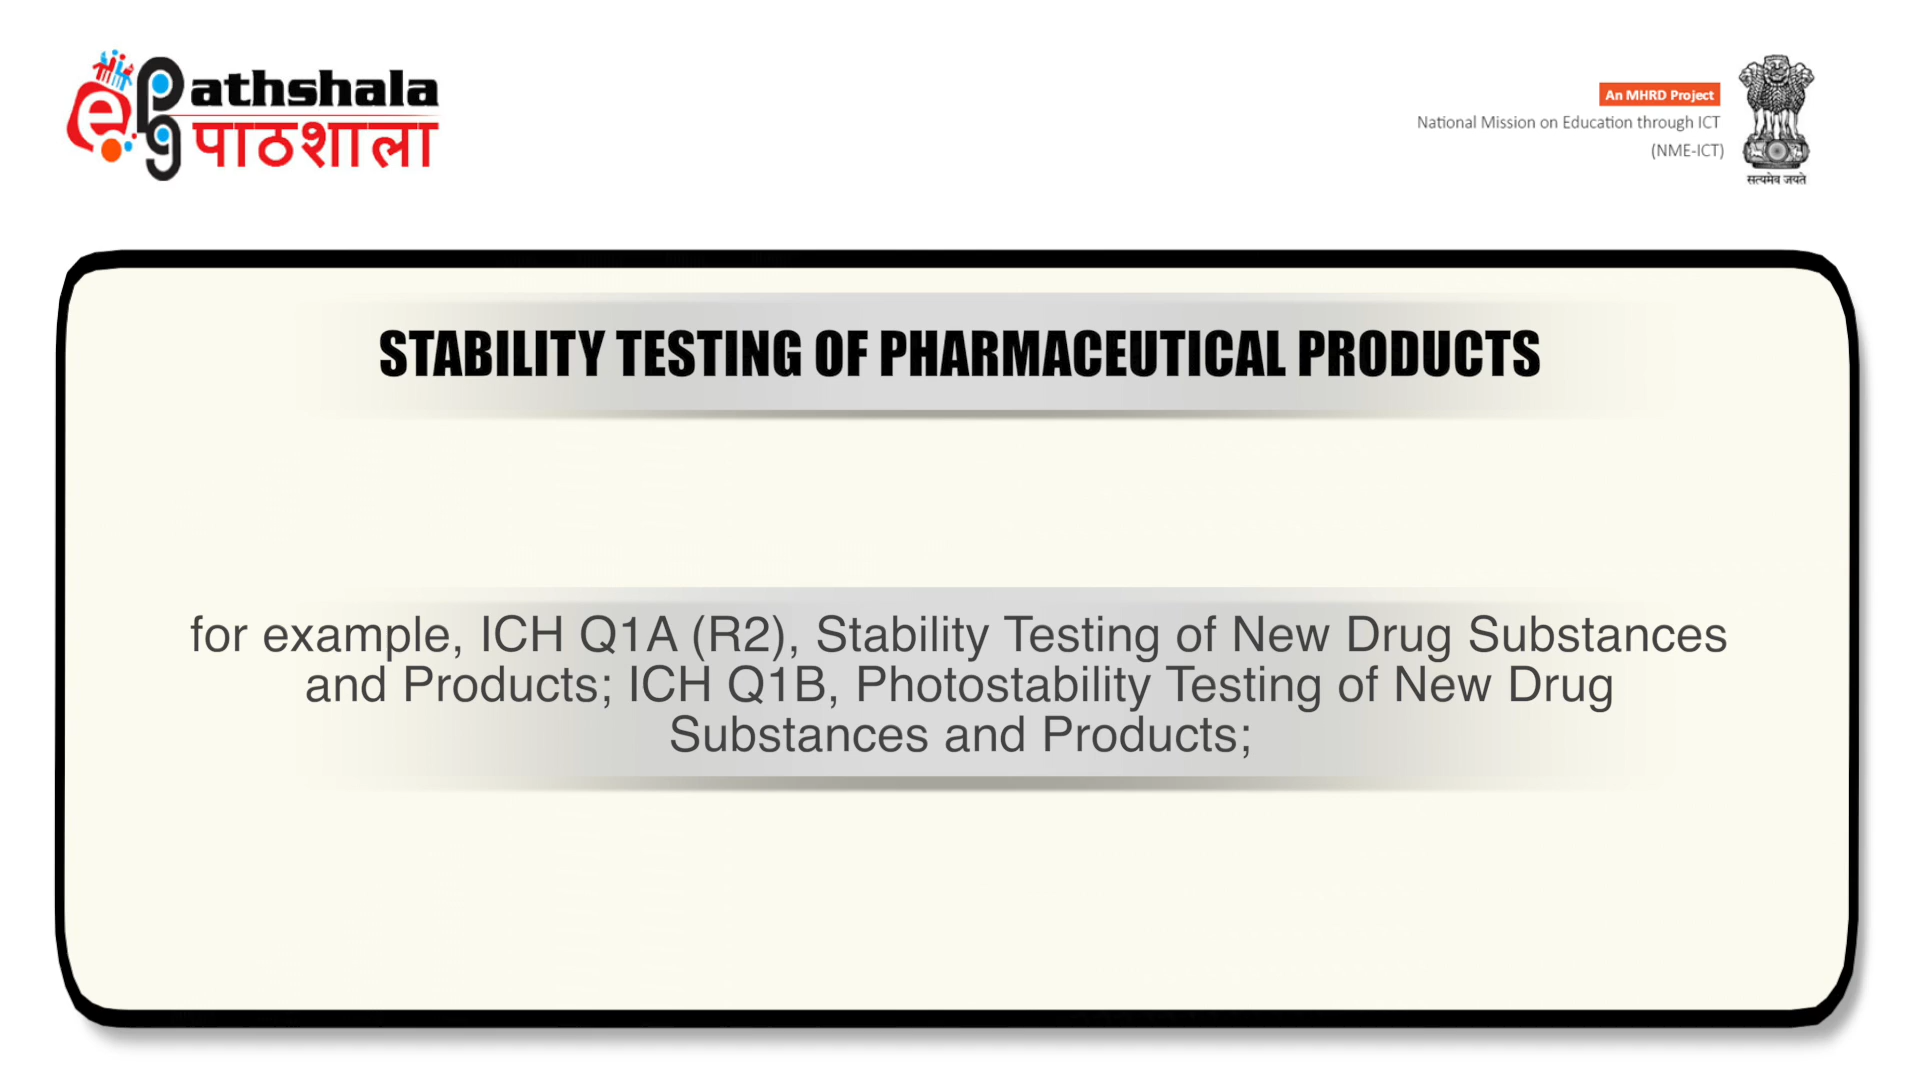 e Pg athshala
पाठशाला
An MHRD Project
National Mission on Education through ICT
(NME-ICT)
सत्यमेव जयते
STABILITY TESTING OF PHARMACEUTICAL PRODUCTS
for example, ICH Q1A (R2), Stability Testing of New Drug Substances
and Products; ICH Q1B, Photostability Testing of New Drug
Substances and Products;